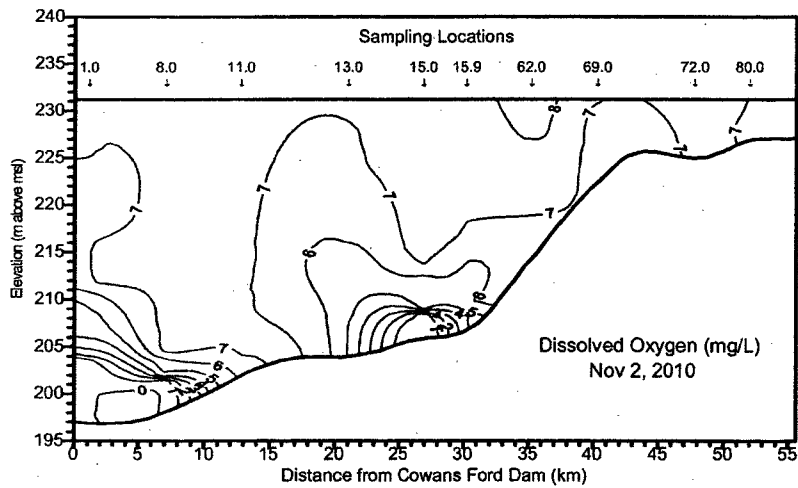 240
Sampling Locations
235
1.0 8.0 11.0 13.0 15.0 15.9 62.0 69.0 72.0 80.0
230
225
220
215
210
205
200
195
Elevation (m above msl)
8 7 7 7
7 7 7 7
6 8
7 6
0
Dissolved Oxygen (mg/L)
Nov 2, 2010
0 5 10 15 20 25 30 35 40 45 50 55
Distance from Cowans Ford Dam (km)